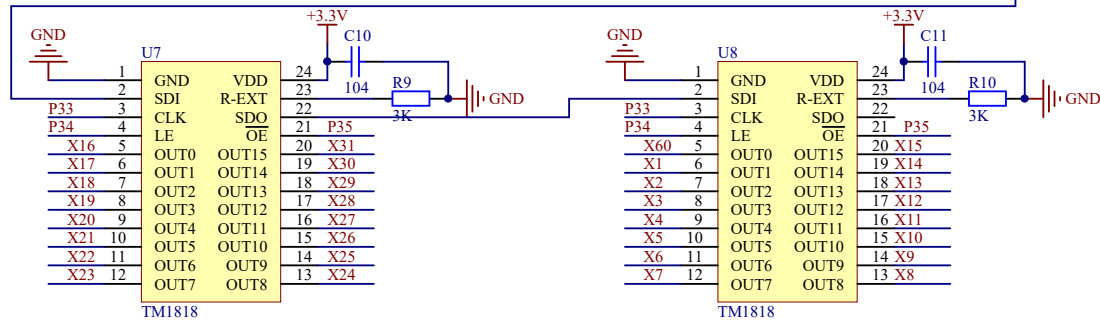 +3.3V
+3.3V
GND
C10
GND
C11
U7
U8
1 GND VDD 24
104
R9
1 GND VDD 24
104
R10
2 SDI R-EXT 23
GND
2 SDI R-EXT 23
GND
P33 3 CLK SDO 22
3K
P33 3 CLK SDO 22
3K
P34 4 LE OE 21 P35
P34 4 LE OE 21 P35
X16 5 OUT0 OUT15 20 X31
X60 5 OUT0 OUT15 20 X15
X17 6 OUT1 OUT14 19 X30
X1 6 OUT1 OUT14 19 X14
X18 7 OUT2 OUT13 18 X29
X2 7 OUT2 OUT13 18 X13
X19 8 OUT3 OUT12 17 X28
X3 8 OUT3 OUT12 17 X12
X20 9 OUT4 OUT11 16 X27
X4 9 OUT4 OUT11 16 X11
X21 10 OUT5 OUT10 15 X26
X5 10 OUT5 OUT10 15 X10
X22 11 OUT6 OUT9 14 X25
X6 11 OUT6 OUT9 14 X9
X23 12 OUT7 OUT8 13 X24
X7 12 OUT7 OUT8 13 X8
TM1818
TM1818